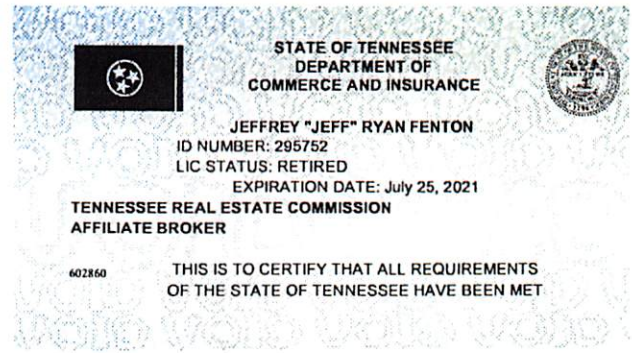 STATE OF TENNESSEE
DEPARTMENT OF
COMMERCE AND INSURANCE
JEFFREY "JEFF" RYAN FENTON
ID NUMBER: 295752
LIC STATUS: RETIRED
EXPIRATION DATE: July 25, 2021
TENNESSEE REAL ESTATE COMMISSION
AFFILIATE BROKER
602860
THIS IS TO CERTIFY THAT ALL REQUIREMENTS
OF THE STATE OF TENNESSEE HAVE BEEN MET